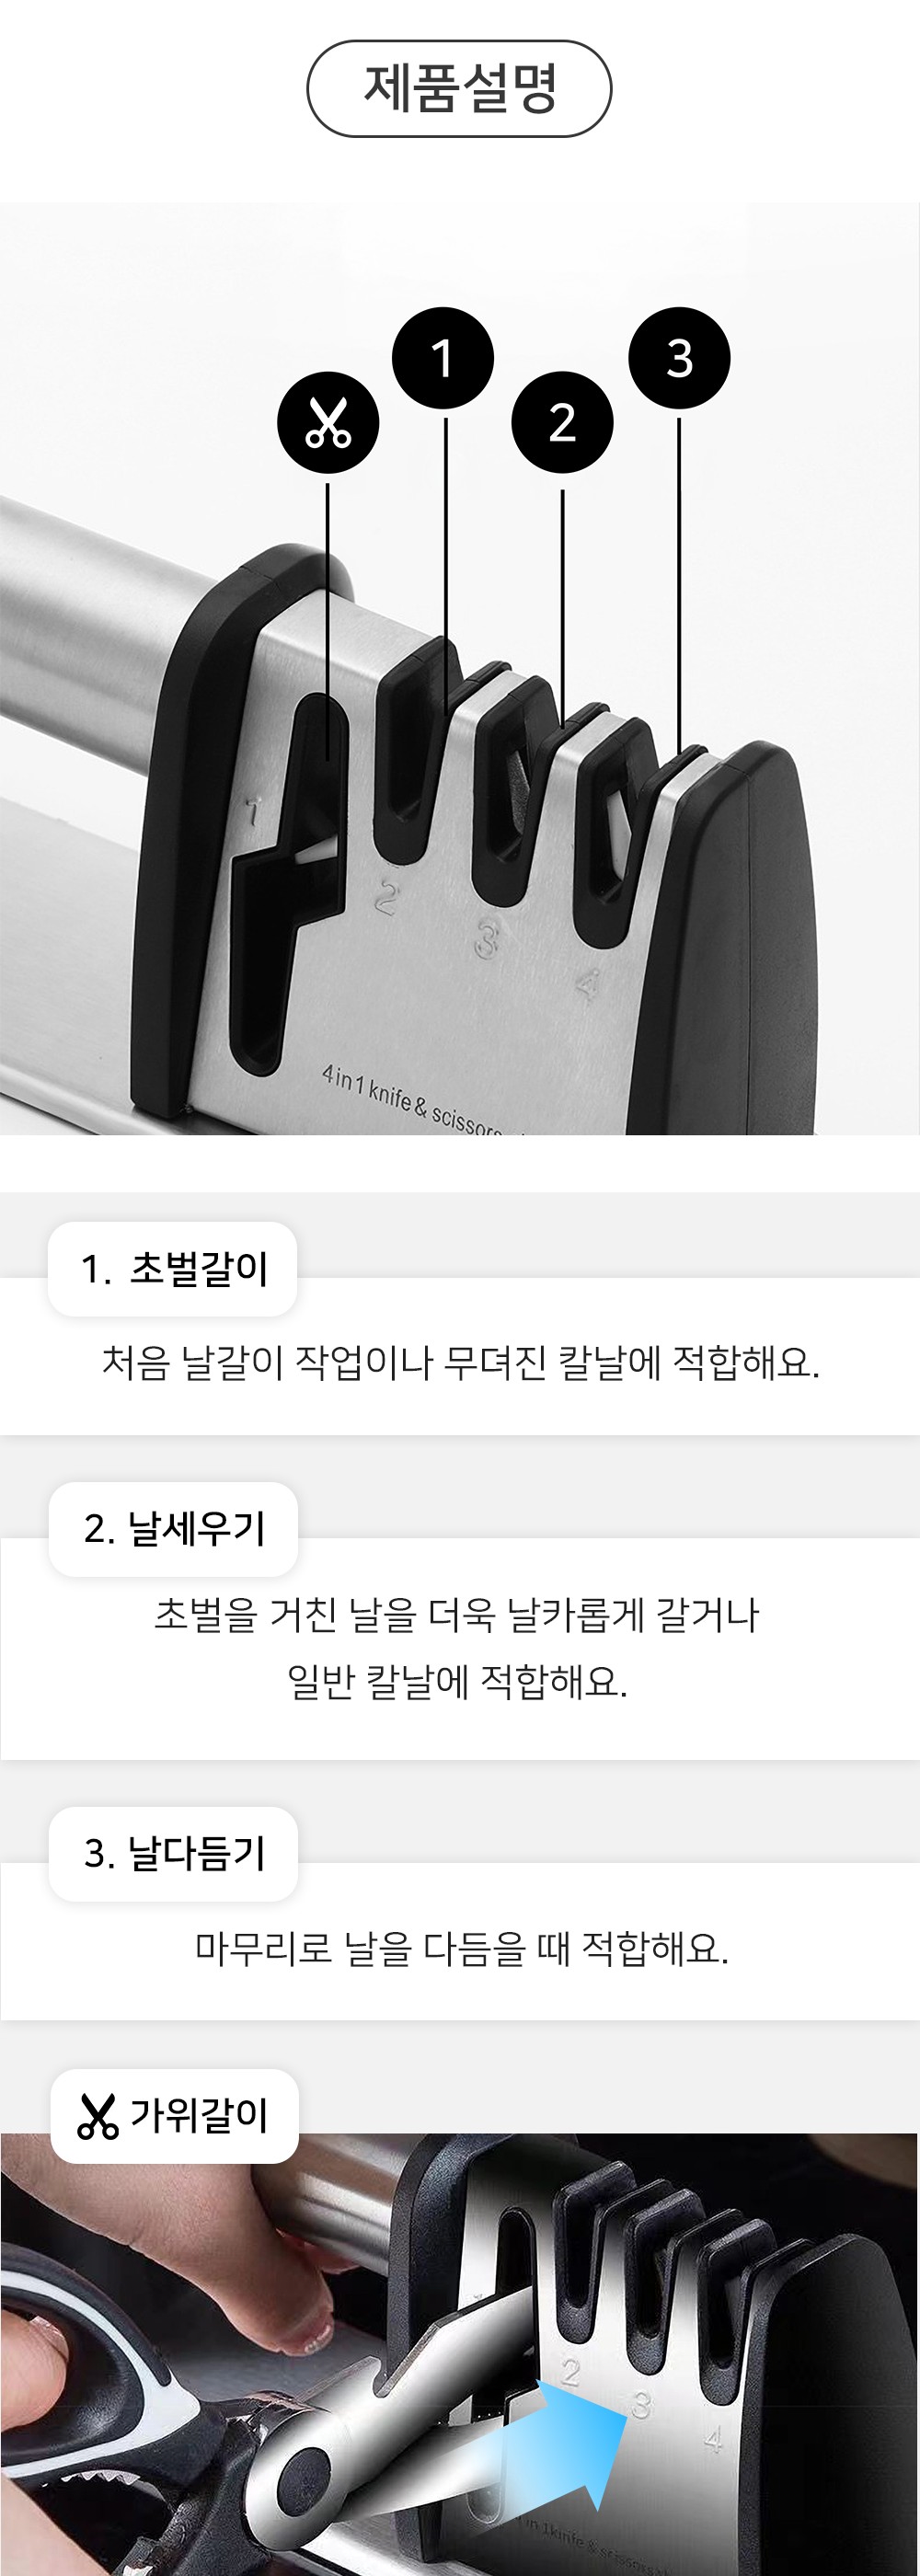 제품설명
1
3
2
1
2
3
4
4in1 knife & scissors
1. 초벌갈이
처음 날갈이 작업이나 무뎌진 칼날에 적합해요.
2. 날세우기
초벌을 거친 날을 더욱 날카롭게 갈거나
일반 칼날에 적합해요.
3. 날다듬기
마무리로 날을 다듬을 때 적합해요.
가위갈이
2
3
4
in 1kinfe & scissors